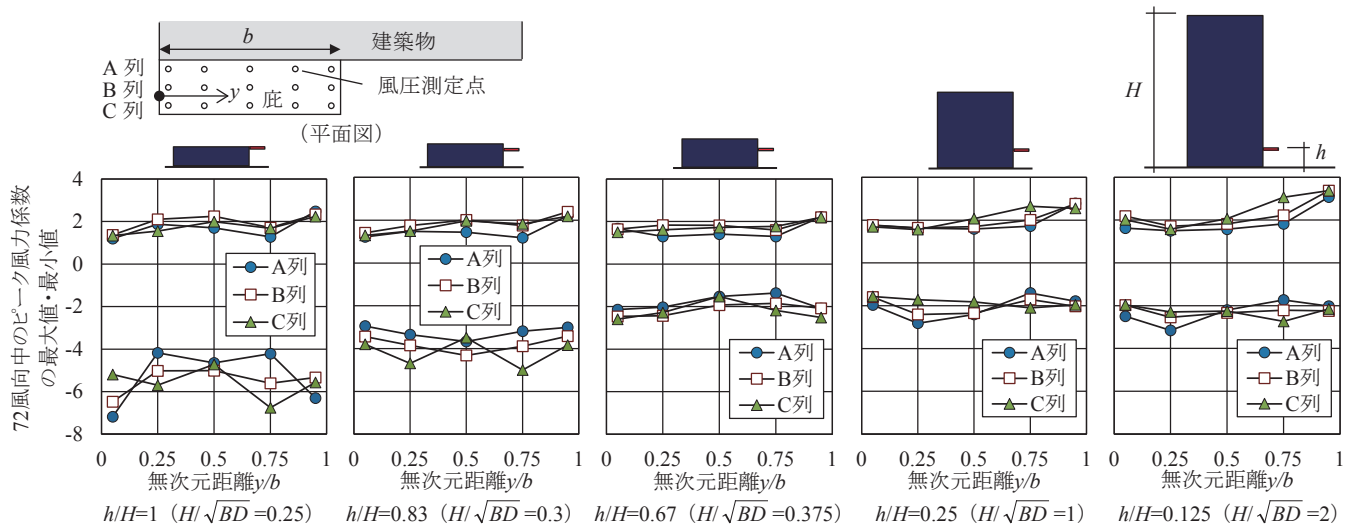 b
建築物
A 列
B 列
C 列
y
庇
風圧測定点
（平面図）
H
h
72風向中のピーク風力係数
の最大値・最小値
4
2
0
-2
-4
-6
-8
A列
B列
C列
A列
B列
C列
A列
B列
C列
A列
B列
C列
A列
B列
C列
0 0.25 0.5 0.75 1
0 0.25 0.5 0.75 1
0 0.25 0.5 0.75 1
0 0.25 0.5 0.75 1
0 0.25 0.5 0.75 1
無次元距離y/b
無次元距離y/b
無次元距離y/b
無次元距離y/b
無次元距離y/b
h/H=1（H/√BD =0.25）
h/H=0.83（H/√BD =0.3）
h/H=0.67（H/√BD =0.375）
h/H=0.25（H/√BD =1）
h/H=0.125（H/√BD =2）